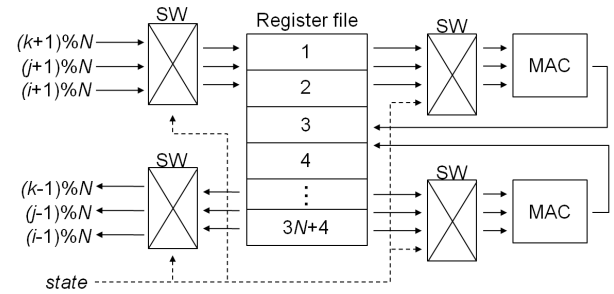 SW
Register file
SW
(k+1)%N
(j+1)%N
(i+1)%N
1
2
3
4
⋮
3N+4
MAC
SW
(k-1)%N
(j-1)%N
(i-1)%N
SW
MAC
state